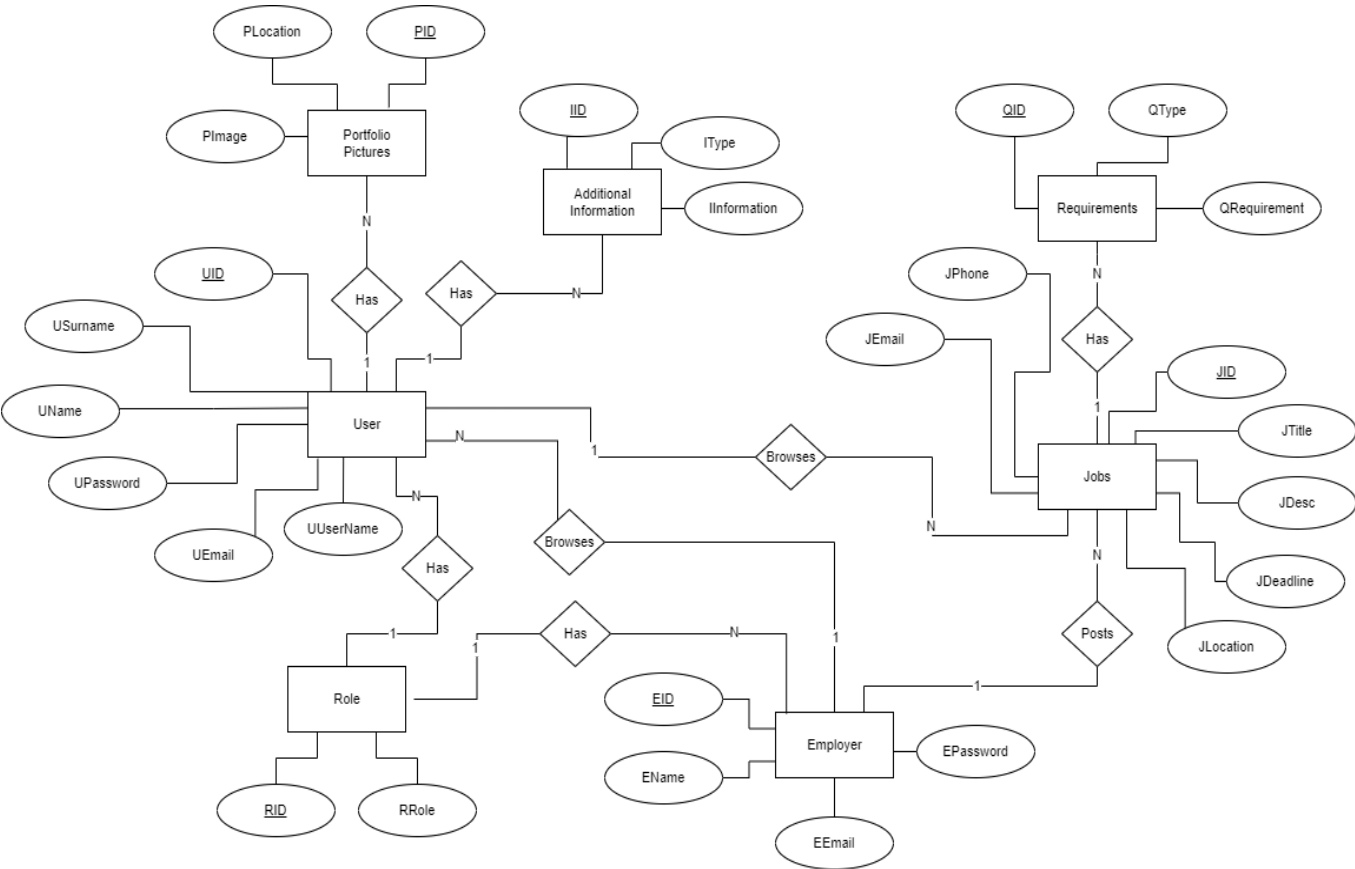 PLocation
PID
PImage
Portfolio
Pictures
IID
IType
Additional
Information
IInformation
QID
QType
Requirements
QRequirement
N
UID
Has
Has
N
JPhone
N
USurname
1
1
JEmail
Has
JID
UName
User
1
N
1
Browses
1
JTitle
UPassword
Jobs
JDesc
N
UUserName
N
UEmail
Browses
N
Has
JDeadline
1
Has
N
1
1
Posts
JLocation
Role
EID
1
Employer
EPassword
EName
RID
RRole
EEmail